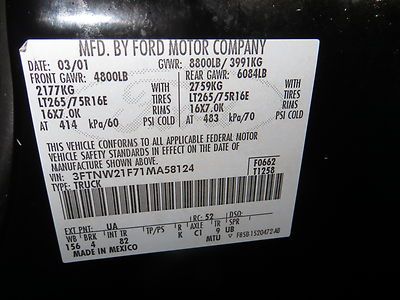 MFD. BY FORD MOTOR COMPANY
DATE: 03/01 GVWR: 8800LB/ 3991KG
FRONT GAWR: 4800LB REAR GAWR: 6084LB
2177KG WITH 2759KG WITH
LT265/75R16E TIRES LT265/75R16E TIRES
16X7.0K RIMS 16X7.0K RIMS
AT 414 kPa/60 PSI COLD AT 483 kPa/70 PSI COLD
THIS VEHICLE CONFORMS TO ALL APPLICABLE FEDERAL MOTOR
VEHICLE SAFETY STANDARDS IN EFFECT ON THE DATE OF
MANUFACTURE SHOWN ABOVE.
VIN: 3FTNW21F71MA58124 F0662
TYPE: TRUCK T1258
EXT PNT: UA RC: 52 DSO:
WB BRK INT TR TP/PS R AXLE TR SPR
156 4 82 K C1 9 UB
MADE IN MEXICO MTU F85B-1520472-AB